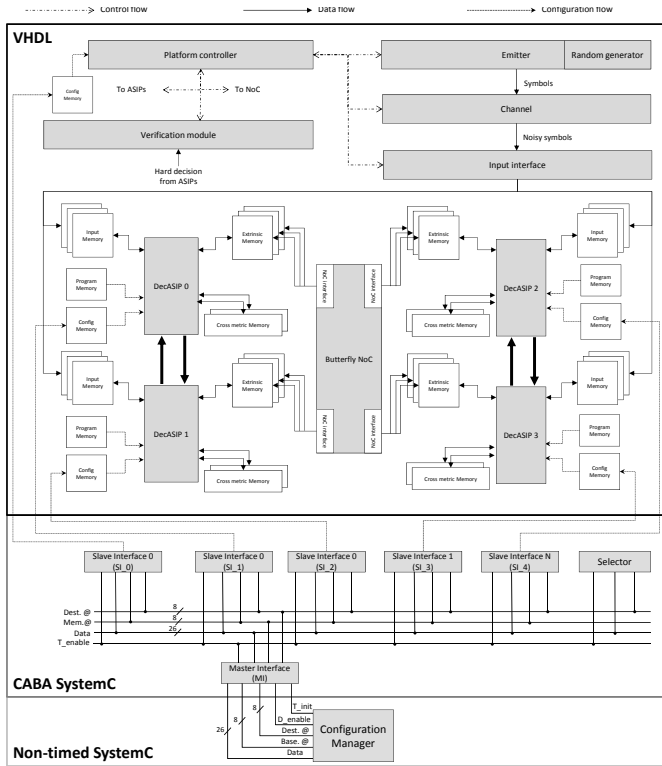 Control flow
Data flow
Configuration flow
VHDL
Platform controller
Emitter
Random generator
Config
Memory
To ASIPs
To NoC
Symbols
Channel
Verification module
Noisy symbols
Hard decision
from ASIPs
Input interface
Input
Memory
Extrinsic
Memory
Extrinsic
Memory
Input
Memory
DecASIP 0
DecASIP 2
NoC
interface
NoC interface
Program
Memory
Program
Memory
Config
Memory
Cross metric Memory
Cross metric Memory
Config
Memory
Butterfly NoC
Input
Memory
Extrinsic
Memory
Extrinsic
Memory
Input
Memory
DecASIP 1
DecASIP 3
NoC interface
NoC interface
Program
Memory
Program
Memory
Config
Memory
Cross metric Memory
Cross metric Memory
Config
Memory
Slave Interface 0
(SI_0)
Slave Interface 0
(SI_1)
Slave Interface 0
(SI_2)
Slave Interface 1
(SI_3)
Slave Interface N
(SI_4)
Selector
Dest. @
8
Mem.@
8
Data
26
T_enable
Master Interface
(MI)
CABA SystemC
T_init
D_enable
Dest. @
Base. @
Data
8
8
26
Configuration
Manager
Non-timed SystemC